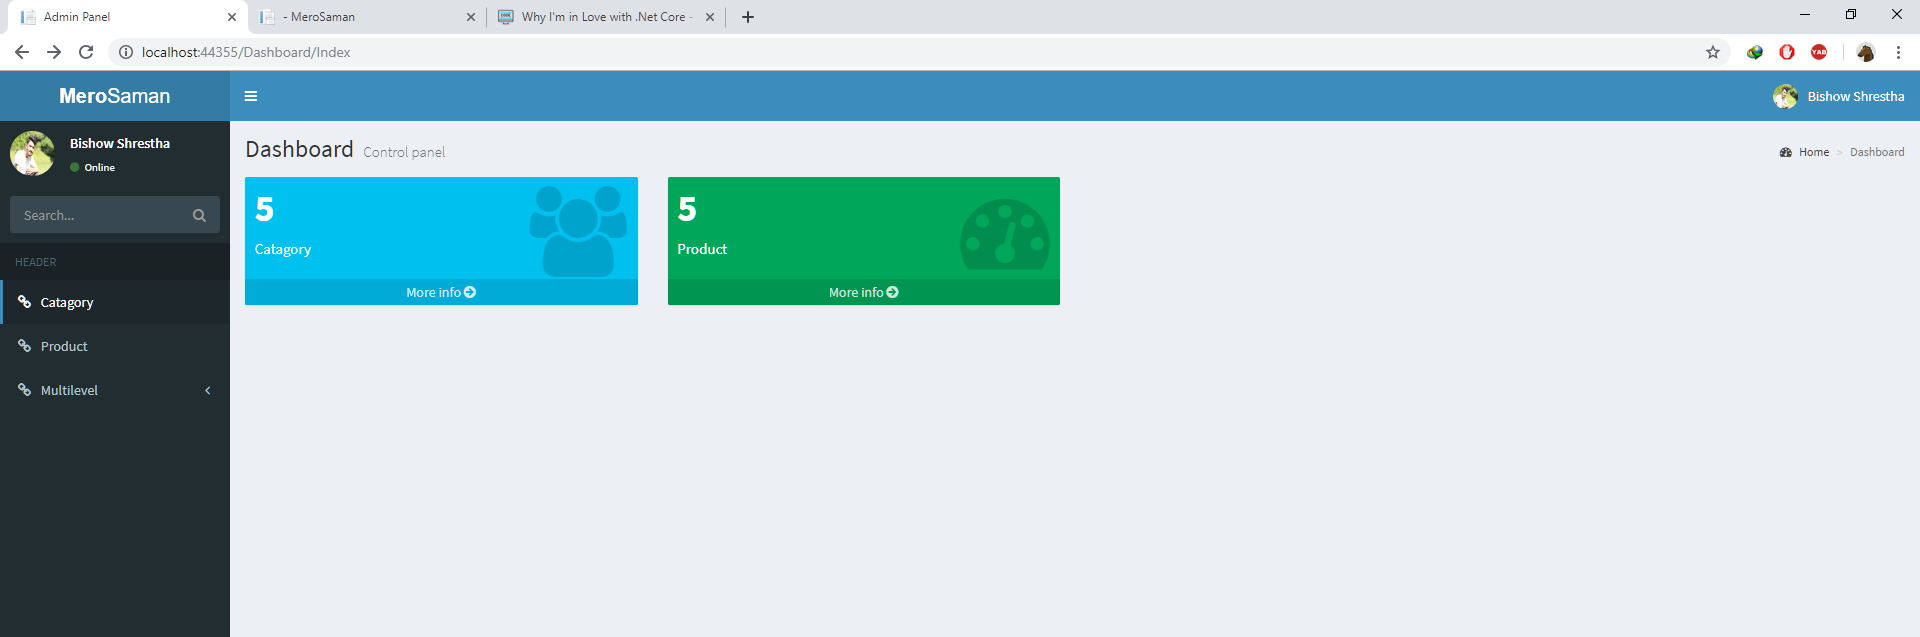 Admin Panel
- MeroSaman
Why I'm in Love with .Net Core -
localhost:44355/Dashboard/Index
YAB
MeroSaman
Bishow Shrestha
Bishow Shrestha
Online
Search...
HEADER
Catagory
Product
Multilevel
Dashboard Control panel
Home > Dashboard
5
Catagory
More info
5
Product
More info